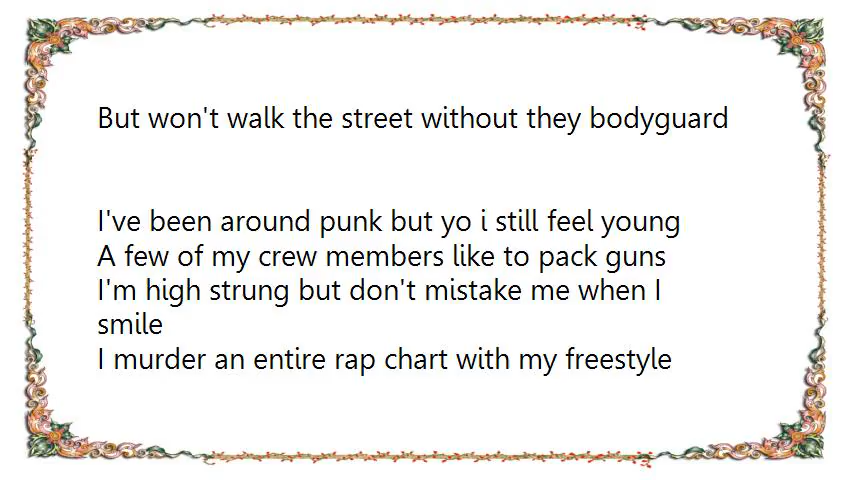 But won't walk the street without they bodyguard
I've been around punk but yo i still feel young
A few of my crew members like to pack guns
I'm high strung but don't mistake me when I
smile
I murder an entire rap chart with my freestyle